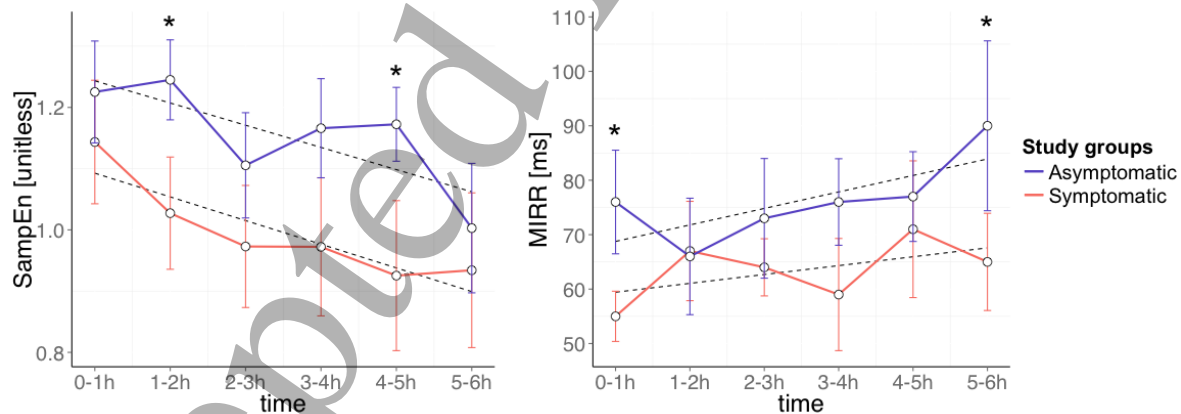 *
*
SampEn [unitless]
1.2
1.0
0.8
0-1h 1-2h 2-3h 3-4h 4-5h 5-6h
time
*
*
MIRR [ms]
110
100
90
80
70
60
50
0-1h 1-2h 2-3h 3-4h 4-5h 5-6h
time
Study groups
Asymptomatic
Symptomatic
pted